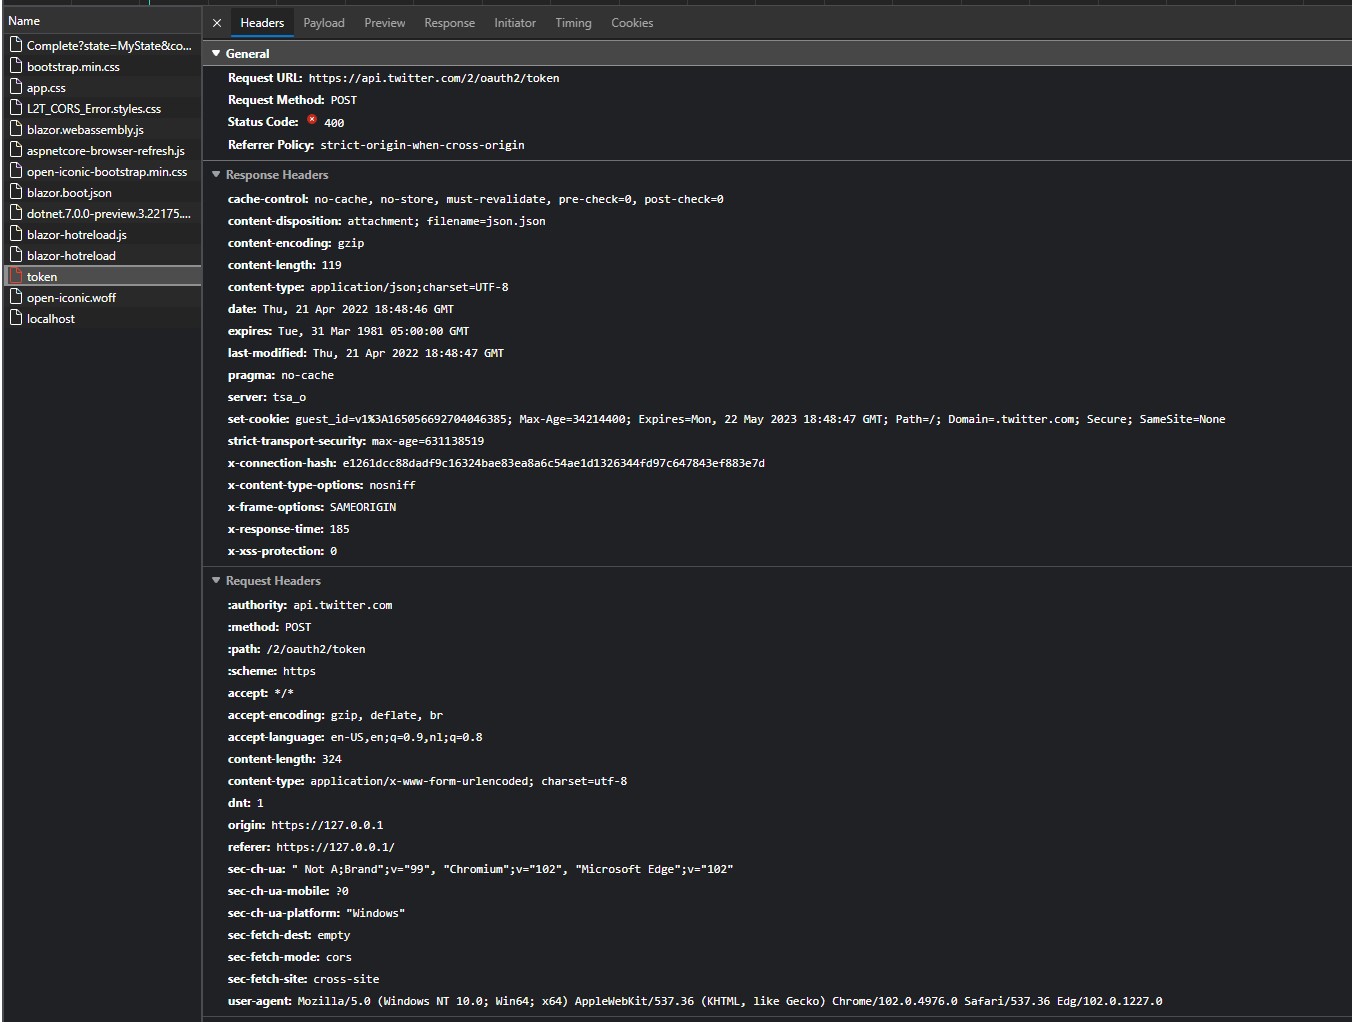 Name
Complete?state=MyState&co...
bootstrap.min.css
app.css
L2T_CORS_Error.styles.css
blazor.webassembly.js
aspnetcore-browser-refresh.js
open-iconic-bootstrap.min.css
blazor.boot.json
dotnet.7.0.0-preview.3.22175....
blazor-hotreload.js
blazor-hotreload
token
open-iconic.woff
localhost
Headers Payload Preview Response Initiator Timing Cookies
General
Request URL: https://api.twitter.com/2/oauth2/token
Request Method: POST
Status Code: 400
Referrer Policy: strict-origin-when-cross-origin
Response Headers
cache-control: no-cache, no-store, must-revalidate, pre-check=0, post-check=0
content-disposition: attachment; filename=json.json
content-encoding: gzip
content-length: 119
content-type: application/json;charset=UTF-8
date: Thu, 21 Apr 2022 18:48:46 GMT
expires: Tue, 31 Mar 1981 05:00:00 GMT
last-modified: Thu, 21 Apr 2022 18:48:47 GMT
pragma: no-cache
server: tsa_o
set-cookie: guest_id=v1%3A165056692704046385; Max-Age=34214400; Expires=Mon, 22 May 2023 18:48:47 GMT; Path=/; Domain=.twitter.com; Secure; SameSite=None
strict-transport-security: max-age=631138519
x-connection-hash: e1261dcc88dadf9c16324bae83ea8a6c54ae1d1326344fd97c647843ef883e7d
x-content-type-options: nosniff
x-frame-options: SAMEORIGIN
x-response-time: 185
x-xss-protection: 0
Request Headers
:authority: api.twitter.com
:method: POST
:path: /2/oauth2/token
:scheme: https
accept: */*
accept-encoding: gzip, deflate, br
accept-language: en-US,en;q=0.9,nl;q=0.8
content-length: 324
content-type: application/x-www-form-urlencoded; charset=utf-8
dnt: 1
origin: https://127.0.0.1
referer: https://127.0.0.1/
sec-ch-ua: " Not A;Brand";v="99", "Chromium";v="102", "Microsoft Edge";v="102"
sec-ch-ua-mobile: ?0
sec-ch-ua-platform: "Windows"
sec-fetch-dest: empty
sec-fetch-mode: cors
sec-fetch-site: cross-site
user-agent: Mozilla/5.0 (Windows NT 10.0; Win64; x64) AppleWebKit/537.36 (KHTML, like Gecko) Chrome/102.0.4976.0 Safari/537.36 Edg/102.0.1227.0